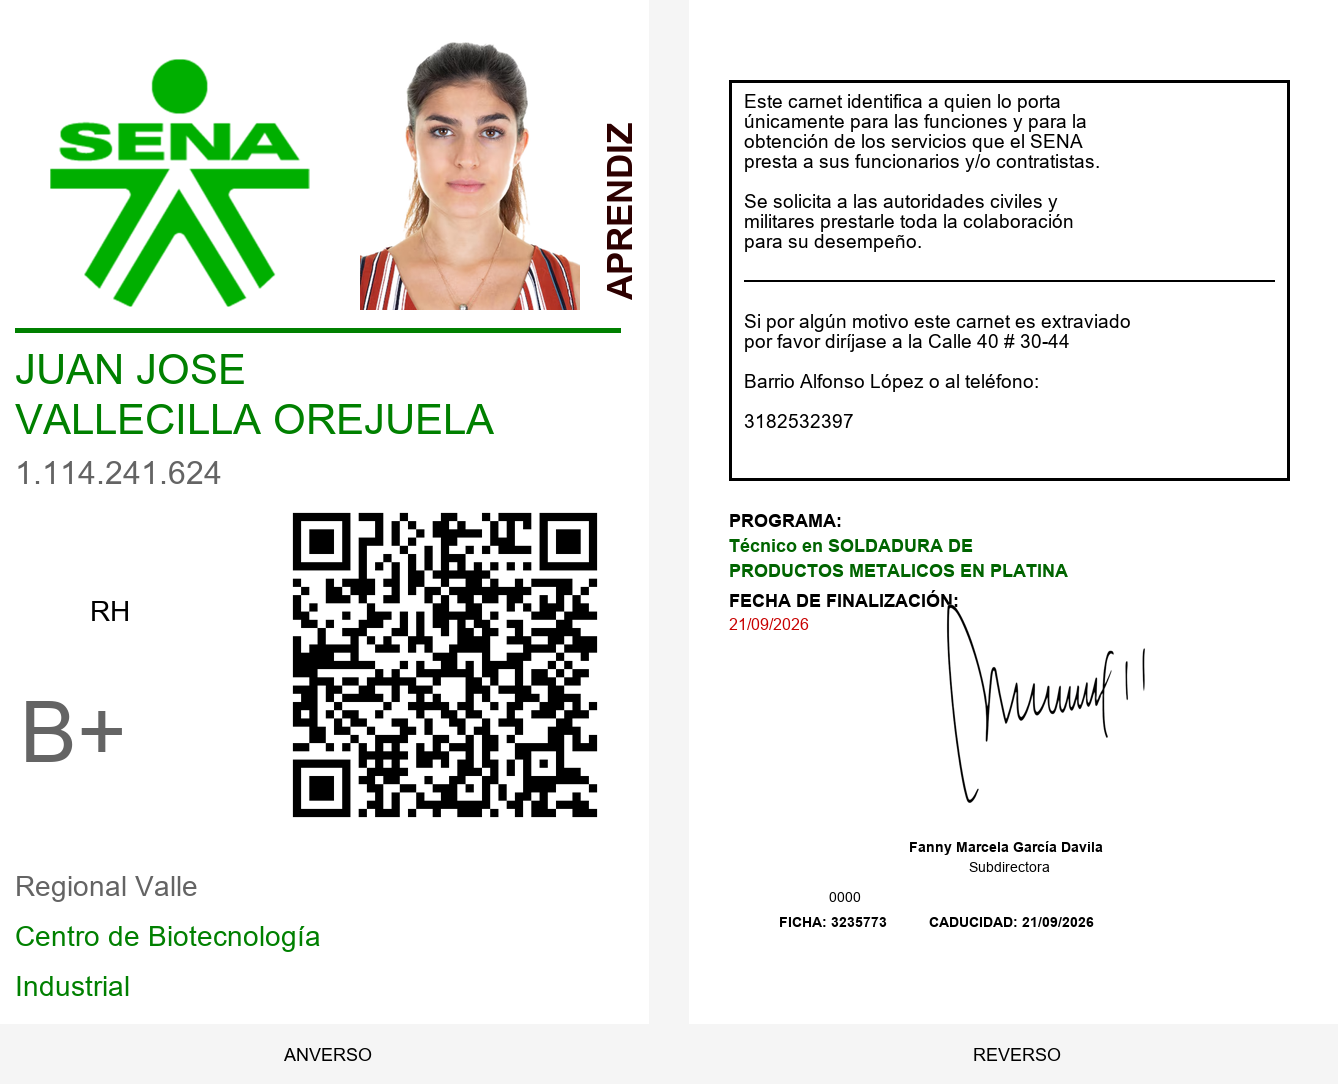 SENA
APRENDIZ
JUAN JOSE
VALLECILLA OREJUELA
1.114.241.624
RH
B+
Regional Valle
Centro de Biotecnología
Industrial
ANVERSO
Este carnet identifica a quien lo porta
únicamente para las funciones y para la
obtención de los servicios que el SENA
presta a sus funcionarios y/o contratistas.
Se solicita a las autoridades civiles y
militares prestarle toda la colaboración
para su desempeño.
Si por algún motivo este carnet es extraviado
por favor diríjase a la Calle 40 # 30-44
Barrio Alfonso López o al teléfono:
3182532397
PROGRAMA:
Técnico en SOLDADURA DE
PRODUCTOS METALICOS EN PLATINA
FECHA DE FINALIZACIÓN:
21/09/2026
Fanny Marcela García Davila
Subdirectora
0000
FICHA: 3235773 CADUCIDAD: 21/09/2026
REVERSO